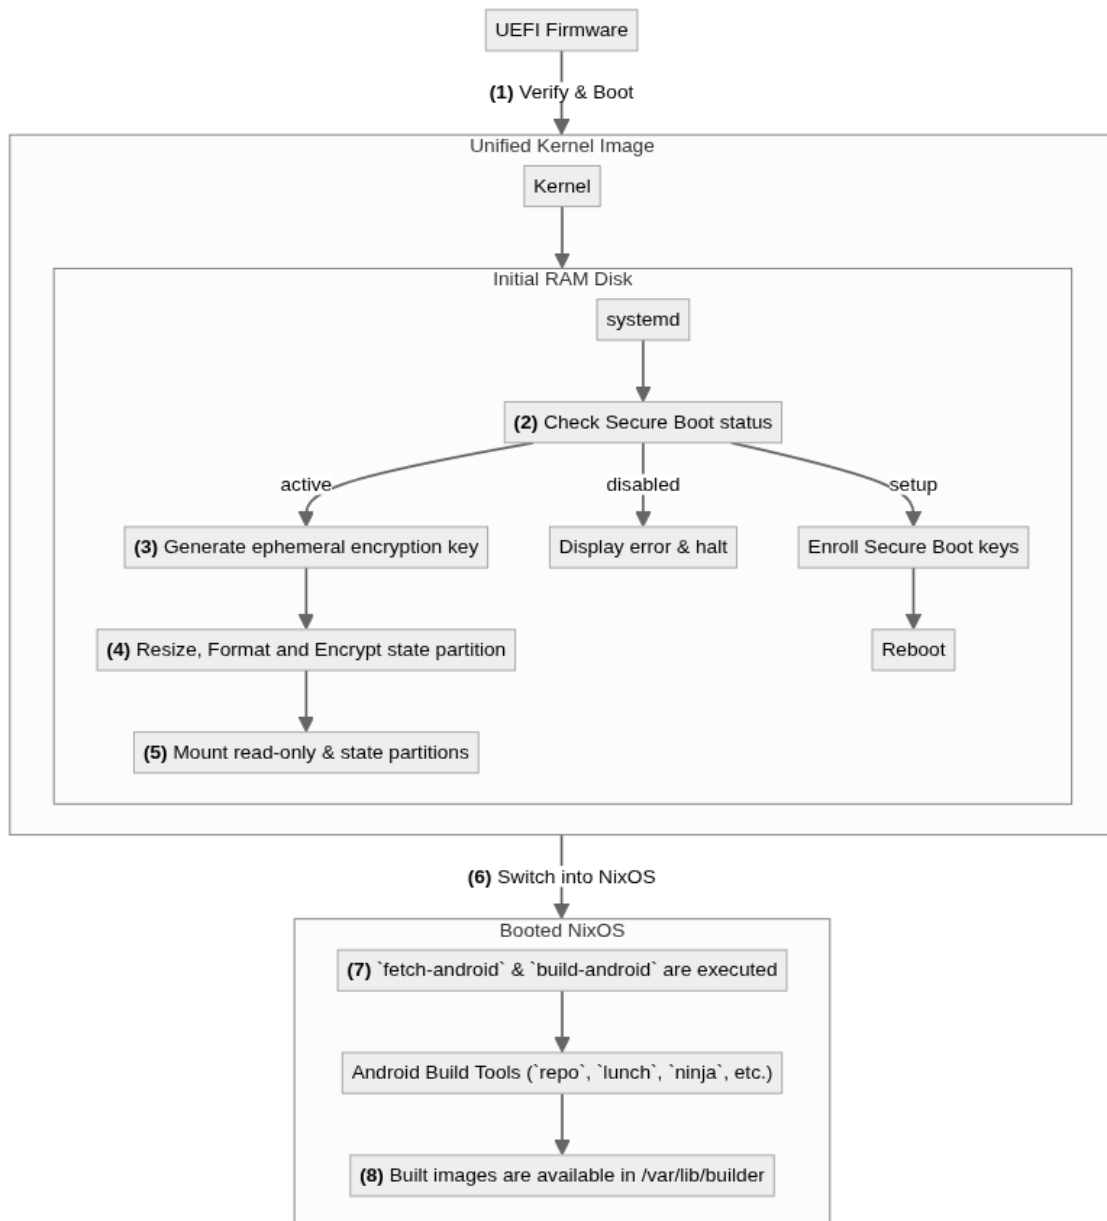 UEFI Firmware
(1) Verify & Boot
Unified Kernel Image
Kernel
Initial RAM Disk
systemd
(2) Check Secure Boot status
active
disabled
setup
(3) Generate ephemeral encryption key
Display error & halt
Enroll Secure Boot keys
(4) Resize, Format and Encrypt state partition
Reboot
(5) Mount read-only & state partitions
(6) Switch into NixOS
Booted NixOS
(7) `fetch-android` & `build-android` are executed
Android Build Tools (`repo`, `lunch`, `ninja`, etc.)
(8) Built images are available in /var/lib/builder